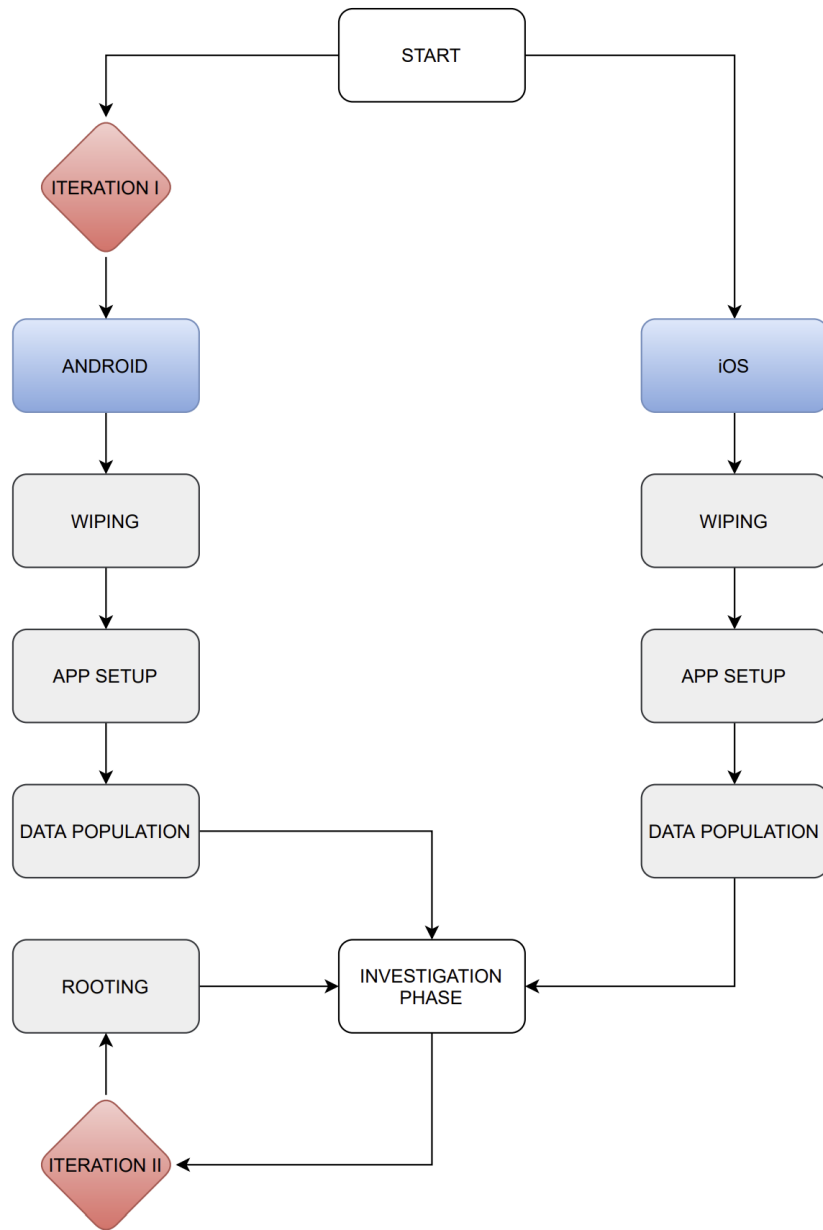 START
ITERATION I
ANDROID
iOS
WIPING
WIPING
APP SETUP
APP SETUP
DATA POPULATION
DATA POPULATION
ROOTING
INVESTIGATION
PHASE
ITERATION II